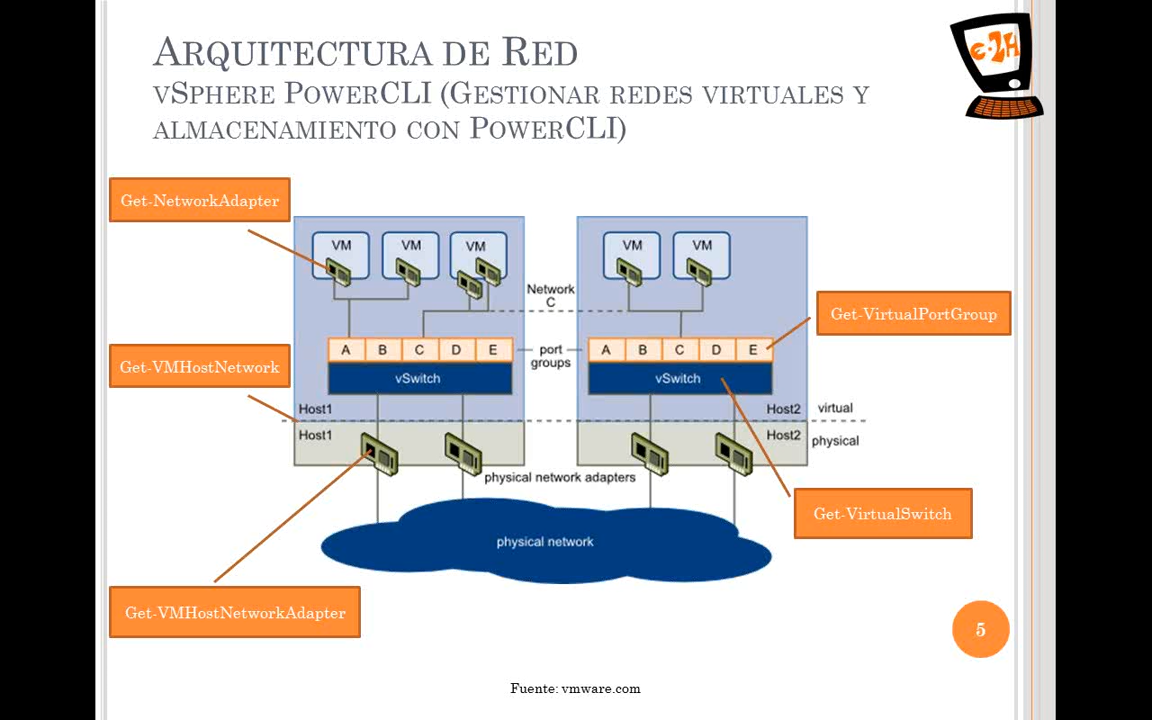 Arquitectura de Red
vSphere PowerCLI (Gestionar redes virtuales y
almacenamiento con PowerCLI)
e-2H
Get-NetworkAdapter
VM
VM
VM
VM
VM
Network
C
Get-VirtualPortGroup
A B C D E
port
groups
A B C D E
Get-VMHostNetwork
vSwitch
vSwitch
Host1
Host2
virtual
Host1
Host2
physical
physical network adapters
Get-VirtualSwitch
physical network
Get-VMHostNetworkAdapter
5
Fuente: vmware.com